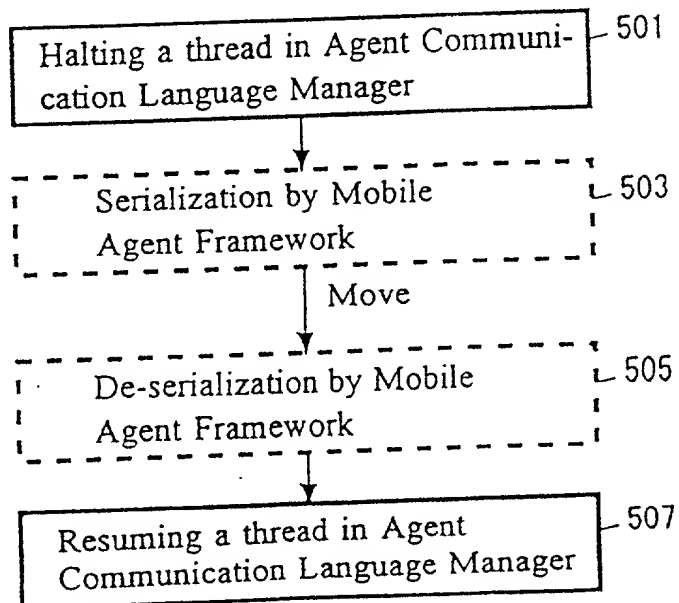 Halting a thread in Agent Communi-
cation Language Manager
501
Serialization by Mobile
Agent Framework
503
Move
De-serialization by Mobile
Agent Framework
505
Resuming a thread in Agent
Communication Language Manager
507